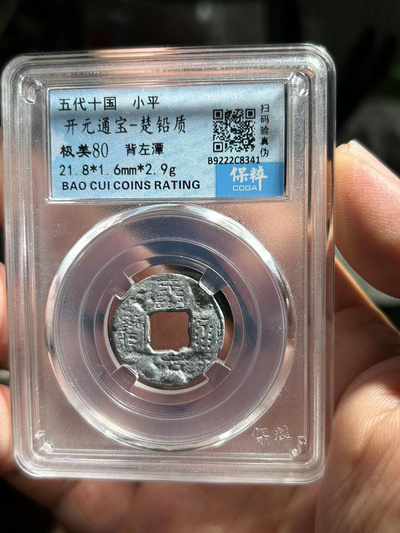 五代十国 小平
开元通宝-楚铅质
极美80 背左潭
21.8*1.6mm*2.9g
BAO CUI COINS RATING
扫码验真伪
B9222C8341
保粹
CCGA
保粹